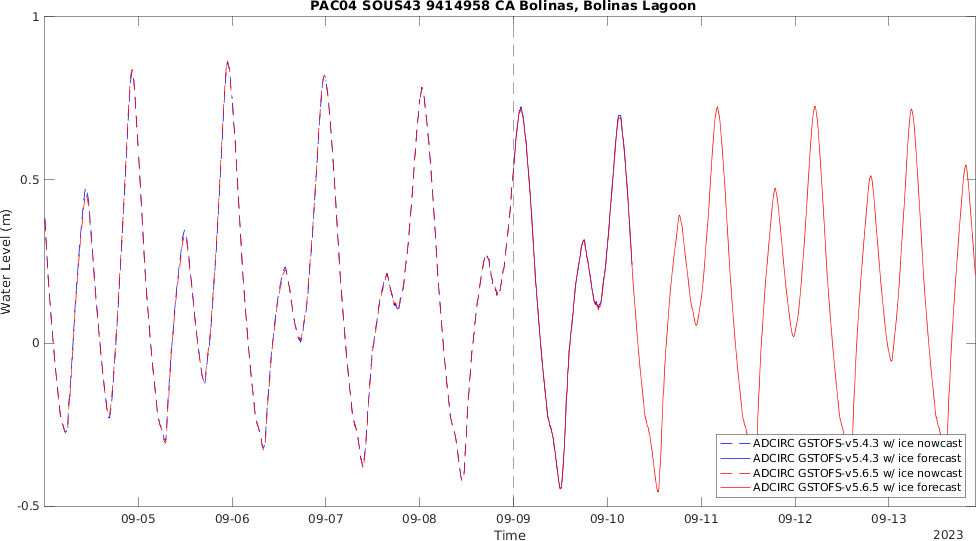 PAC04 SOUS43 9414958 CA Bolinas, Bolinas Lagoon
1
0.5
0
-0.5
Water Level (m)
09-05 09-06 09-07 09-08 09-09 09-10 09-11 09-12 09-13
Time
2023
ADCIRC GSTOFS-v5.4.3 w/ ice nowcast
ADCIRC GSTOFS-v5.4.3 w/ ice forecast
ADCIRC GSTOFS-v5.6.5 w/ ice nowcast
ADCIRC GSTOFS-v5.6.5 w/ ice forecast